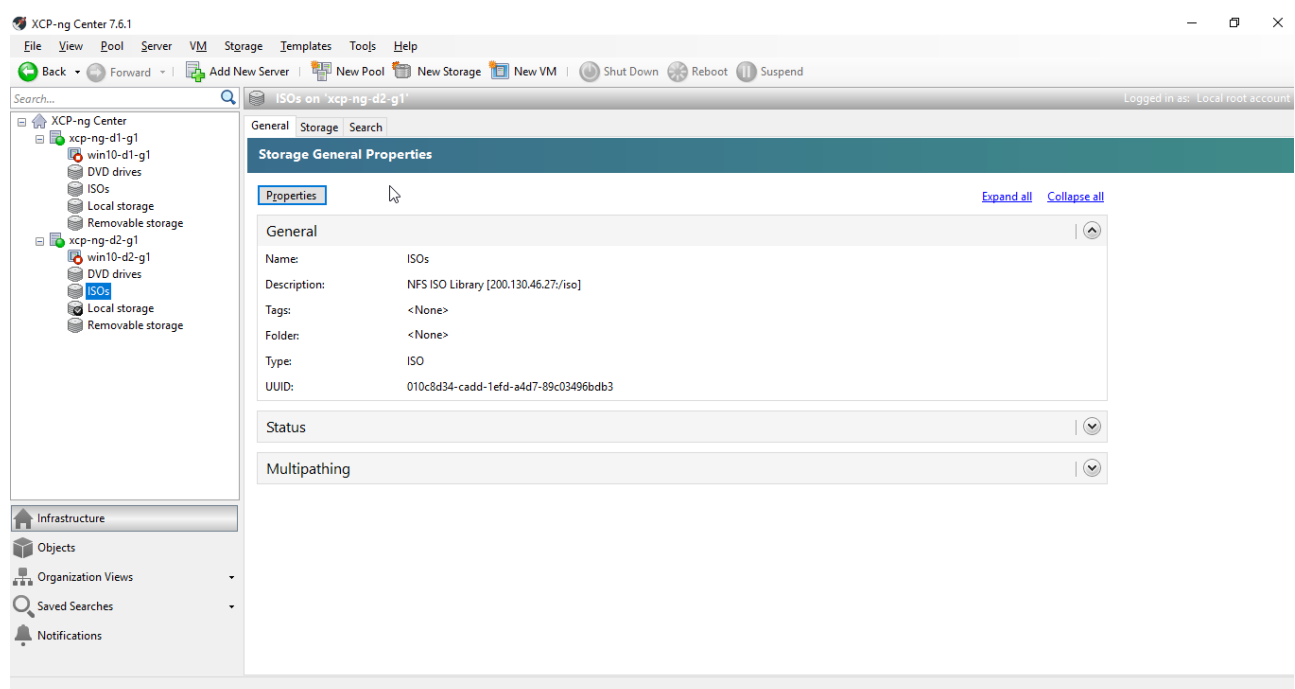 XCP-ng Center 7.6.1
File View Pool Server VM Storage Templates Tools Help
Back Forward Add New Server New Pool New Storage New VM Shut Down Reboot Suspend
Search...
ISOs on 'xcp-ng-d2-g1'
Logged in as: Local root account
XCP-ng Center
xcp-ng-d1-g1
win10-d1-g1
DVD drives
ISOs
Local storage
Removable storage
xcp-ng-d2-g1
win10-d2-g1
DVD drives
ISOs
Local storage
Removable storage
Infrastructure
Objects
Organization Views
Saved Searches
Notifications
General Storage Search
Storage General Properties
Properties
Expand all Collapse all
General
Name: ISOs
Description: NFS ISO Library [200.130.46.27:/iso]
Tags: <None>
Folder: <None>
Type: ISO
UUID: 010c8d34-cadd-1efd-a4d7-89c03496bdb3
Status
Multipathing